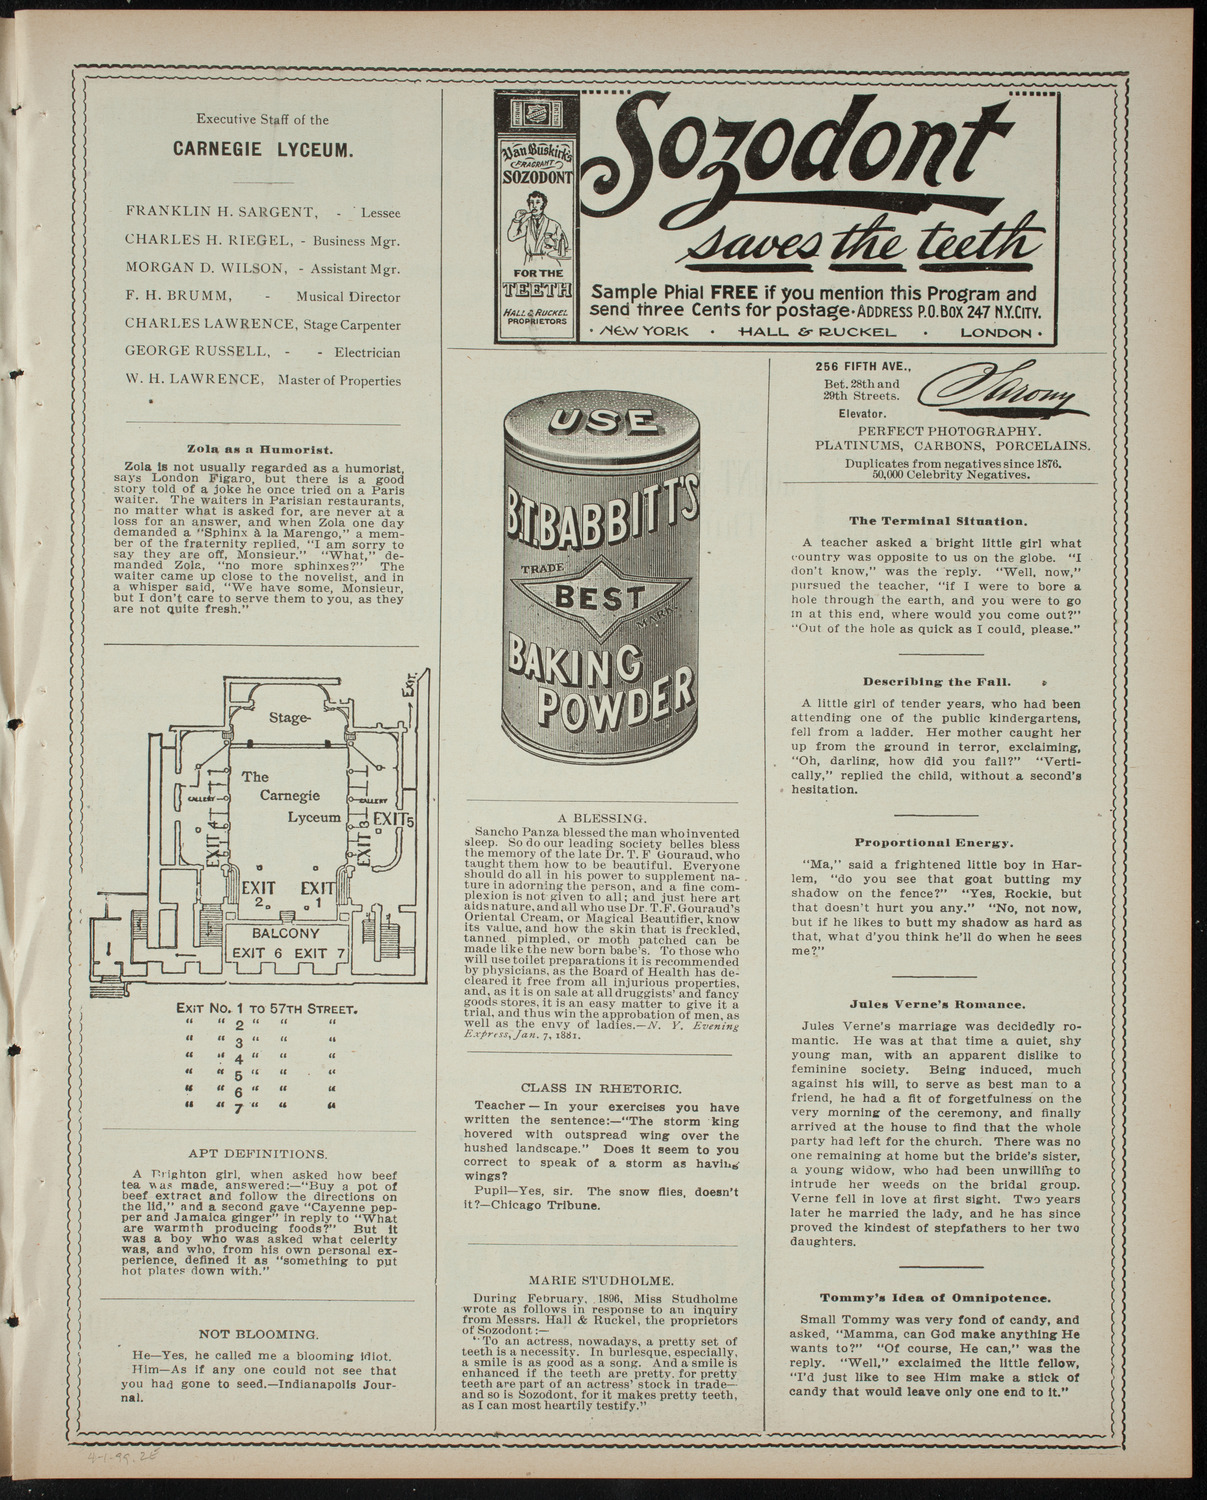 Executive Staff of the
CARNEGIE LYCEUM.
FRANKLIN H. SARGENT, - Lessee
CHARLES H. RIEGEL, - Business Mgr.
MORGAN D. WILSON, - Assistant Mgr.
F. H. BRUMM, - Musical Director
CHARLES LAWRENCE, Stage Carpenter
GEORGE RUSSELL, - - Electrician
W. H. LAWRENCE, Master of Properties
Zola as a Humorist.
Zola is not usually regarded as a humorist,
says London Figaro, but there is a good
story told of a joke he once tried on a Paris
waiter. The waiters in Parisian restaurants,
no matter what is asked for, are never at a
loss for an answer, and when Zola one day
demanded a "Sphinx à la Marengo," a mem-
ber of the fraternity replied, "I am sorry to
say they are off, Monsieur." "What," de-
manded Zola, "no more sphinxes?" The
waiter came up close to the novelist, and in
a whisper said, "We have some, Monsieur,
but I don't care to serve them to you, as they
are not quite fresh."
EXIT.
Stage-
The
Carnegie
Lyceum
GALLERY
GALLERY
EXIT 4
EXIT 3
EXIT 5
EXIT 2.
EXIT 1
BALCONY
EXIT 6 EXIT 7
EXIT NO. 1 TO 57TH STREET.
" " 2 " " "
" " 3 " " "
" " 4 " " "
" " 5 " " "
" " 6 " " "
" " 7 " " "
APT DEFINITIONS.
A Brighton girl, when asked how beef
tea was made, answered:—"Buy a pot of
beef extract and follow the directions on
the lid," and a second gave "Cayenne pep-
per and Jamaica ginger" in reply to "What
are warmth producing foods?" But it
was a boy who was asked what celerity
was, and who, from his own personal ex-
perience, defined it as "something to put
hot plates down with."
NOT BLOOMING.
He—Yes, he called me a blooming idiot.
Him—As if any one could not see that
you had gone to seed.—Indianapolis Jour-
nal.
4-1-99.2E
Van Buskirk's
FRAGRANT
SOZODONT
FOR THE
TEETH
HALL & RUCKEL
PROPRIETORS
Sozodont
saves the teeth
Sample Phial FREE if you mention this Program and
send three Cents for postage · ADDRESS P.O. BOX 247 N.Y.CITY.
· NEW YORK · HALL & RUCKEL · LONDON ·
USE
B.T. BABBITT'S
TRADE
BEST
MARK
BAKING
POWDER
A BLESSING.
Sancho Panza blessed the man who invented
sleep. So do our leading society belles bless
the memory of the late Dr. T. F Gouraud, who
taught them how to be beautiful. Everyone
should do all in his power to supplement na-
ture in adorning the person, and a fine com-
plexion is not given to all; and just here art
aids nature, and all who use Dr. T. F. Gouraud's
Oriental Cream, or Magical Beautifier, know
its value, and how the skin that is freckled,
tanned pimpled, or moth patched can be
made like the new born babe's. To those who
will use toilet preparations it is recommended
by physicians, as the Board of Health has de-
cleared it free from all injurious properties,
and, as it is on sale at all druggists' and fancy
goods stores, it is an easy matter to give it a
trial, and thus win the approbation of men, as
well as the envy of ladies.—N. Y. Evening
Express, Jan. 7, 1881.
CLASS IN RHETORIC.
Teacher—In your exercises you have
written the sentence:—"The storm king
hovered with outspread wing over the
hushed landscape." Does it seem to you
correct to speak of a storm as having
wings?
Pupil—Yes, sir. The snow flies, doesn't
it?—Chicago Tribune.
MARIE STUDHOLME.
During February, 1896, Miss Studholme
wrote as follows in response to an inquiry
from Messrs. Hall & Ruckel, the proprietors
of Sozodont:—
"To an actress, nowadays, a pretty set of
teeth is a necessity. In burlesque, especially,
a smile is as good as a song. And a smile is
enhanced if the teeth are pretty. for pretty
teeth are part of an actress' stock in trade—
and so is Sozodont, for it makes pretty teeth,
as I can most heartily testify."
256 FIFTH AVE.,
Bet. 28th and
29th Streets.
Elevator.
Sarony
PERFECT PHOTOGRAPHY.
PLATINUMS, CARBONS, PORCELAINS.
Duplicates from negatives since 1876.
50,000 Celebrity Negatives.
The Terminal Situation.
A teacher asked a bright little girl what
country was opposite to us on the globe. "I
don't know," was the reply. "Well, now,"
pursued the teacher, "if I were to bore a
hole through the earth, and you were to go
in at this end, where would you come out?"
"Out of the hole as quick as I could, please."
Describing the Fall.
A little girl of tender years, who had been
attending one of the public kindergartens,
fell from a ladder. Her mother caught her
up from the ground in terror, exclaiming,
"Oh, darling, how did you fall?" "Verti-
cally," replied the child, without a second's
hesitation.
Proportional Energy.
"Ma," said a frightened little boy in Har-
lem, "do you see that goat butting my
shadow on the fence?" "Yes, Rockie, but
that doesn't hurt you any." "No, not now,
but if he likes to butt my shadow as hard as
that, what d'you think he'll do when he sees
me?"
Jules Verne's Romance.
Jules Verne's marriage was decidedly ro-
mantic. He was at that time a quiet, shy
young man, with an apparent dislike to
feminine society. Being induced, much
against his will, to serve as best man to a
friend, he had a fit of forgetfulness on the
very morning of the ceremony, and finally
arrived at the house to find that the whole
party had left for the church. There was no
one remaining at home but the bride's sister,
a young widow, who had been unwilling to
intrude her weeds on the bridal group.
Verne fell in love at first sight. Two years
later he married the lady, and he has since
proved the kindest of stepfathers to her two
daughters.
Tommy's Idea of Omnipotence.
Small Tommy was very fond of candy, and
asked, "Mamma, can God make anything He
wants to?" "Of course, He can," was the
reply. "Well," exclaimed the little fellow,
"I'd just like to see Him make a stick of
candy that would leave only one end to it."